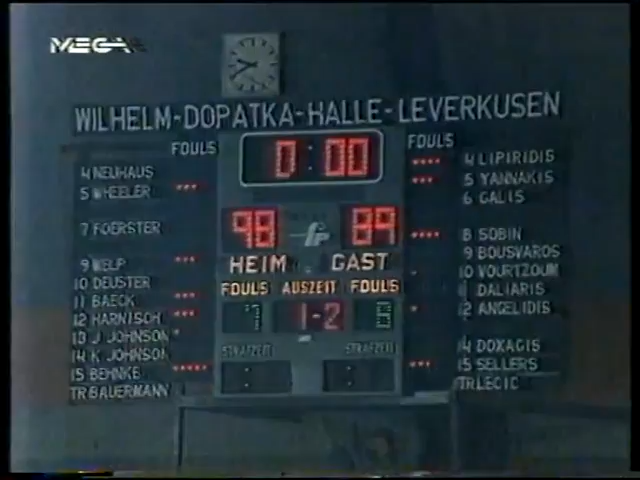 MEGA
WILHELM-DOPATKA-HALLE-LEVERKUSEN
FOULS 0:00 FOULS
4 NEUHAUS 4 LIPIRIDIS
5 WHEELER 5 YANNAKIS
6 GALIS
7 FOERSTER 98 89 8 SOBIN
9 WELP HEIM GAST 9 BOUSVAROS
10 DEUSTER FOULS AUSZEIT FOULS 10 VOURTZOUM
11 BAECK 11 DALIARIS
12 HARNISCH 7 1-2 8 12 ANGELIDIS
13 J JOHNSON
14 K JOHNSON STRAFZEIT STRAFZEIT 14 DOXAGIS
15 BEHNKE : : 15 SELLERS
TR BAUERMANN TR LECIC